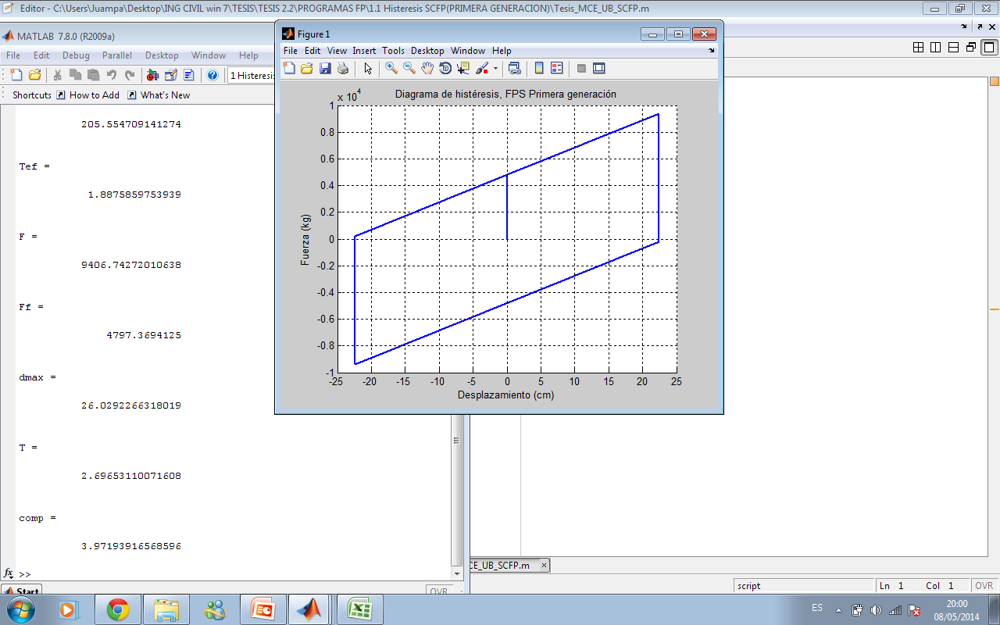 Editor - C:\Users\Juampa\Desktop\ING CIVIL win 7\TESIS\TESIS 2.2\PROGRAMAS FP\1.1 Histeresis SCFP(PRIMERA GENERACION)\Tesis_MCE_UB_SCFP.m
MATLAB 7.8.0 (R2009a)
File Edit Debug Parallel Desktop Window Help
1 Histeresis
Shortcuts How to Add What's New
205.554709141274
Tef =
1.8875859753939
F =
9406.74272010638
Ff =
4797.3694125
dmax =
26.0292266318019
T =
2.69653110071608
comp =
3.97193916568596
fx >>
Start
OVR
Figure 1
File Edit View Insert Tools Desktop Window Help
x 10^4
Diagrama de histéresis, FPS Primera generación
1
0.8
0.6
0.4
0.2
0
-0.2
-0.4
-0.6
-0.8
-1
Fuerza (kg)
-25 -20 -15 -10 -5 0 5 10 15 20 25
Desplazamiento (cm)
CE_UB_SCFP.m
script Ln 1 Col 1 OVR
ES
20:00
08/05/2014